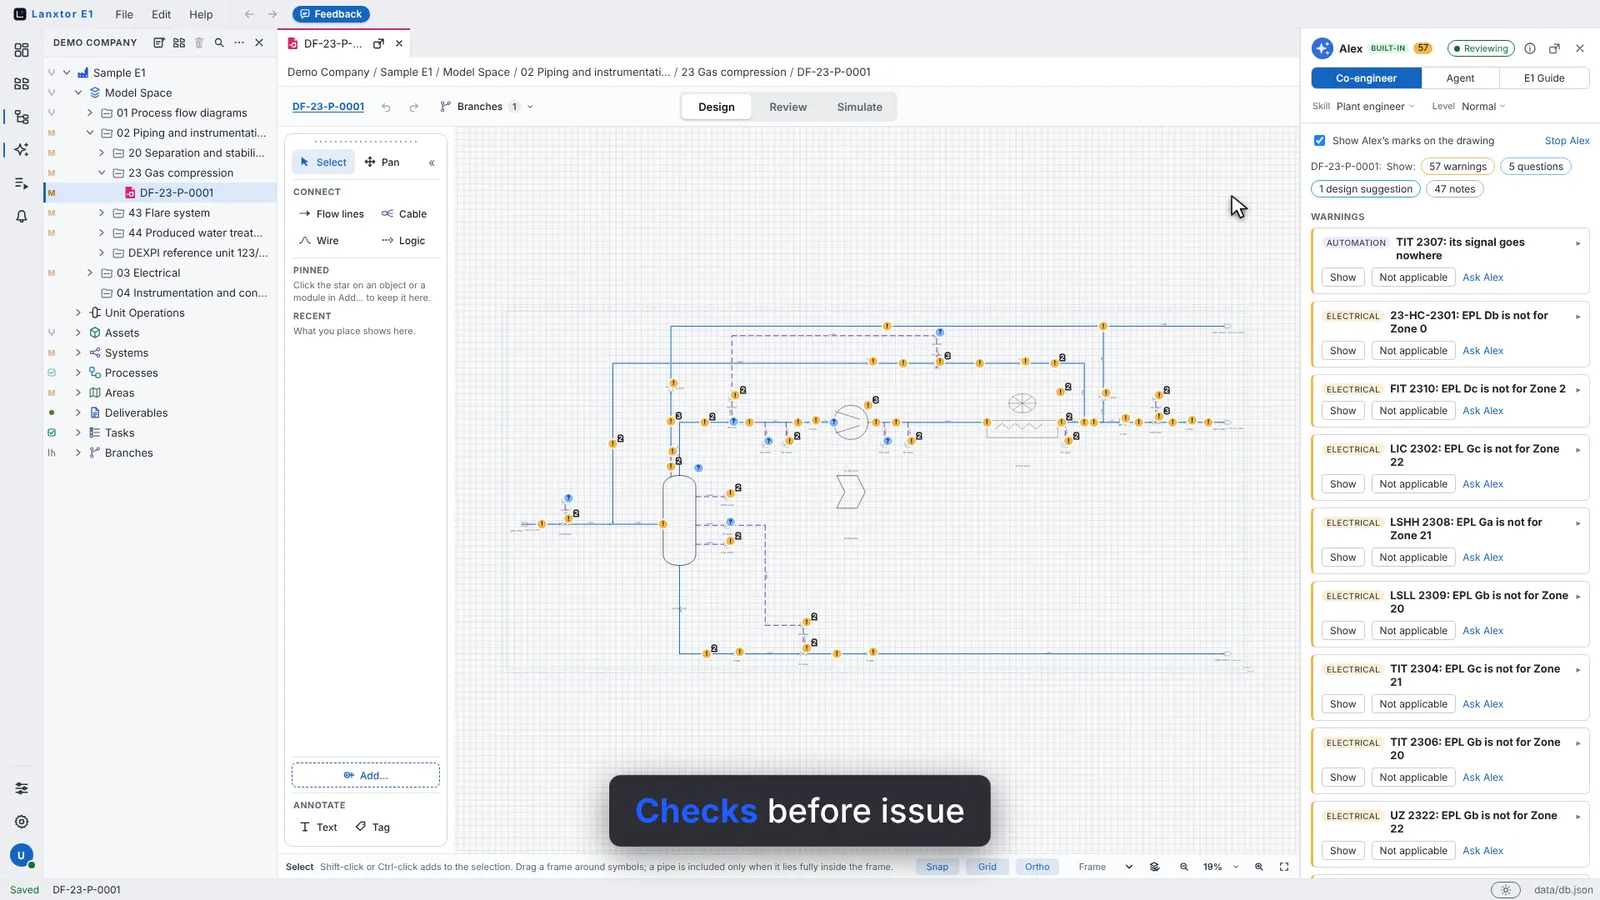 Lanxtor E1 File Edit Help Feedback
DEMO COMPANY
Sample E1
Model Space
01 Process flow diagrams
02 Piping and instrumentati...
20 Separation and stabili...
23 Gas compression
DF-23-P-0001
43 Flare system
44 Produced water treat...
DEXPI reference unit 123/...
03 Electrical
04 Instrumentation and con...
Unit Operations
Assets
Systems
Processes
Areas
Deliverables
Tasks
Branches
DF-23-P-...
Demo Company / Sample E1 / Model Space / 02 Piping and instrumentati... / 23 Gas compression / DF-23-P-0001
DF-23-P-0001 Branches 1
Design Review Simulate
Select Pan
CONNECT
Flow lines Cable
Wire Logic
PINNED
Click the star on an object or a
module in Add... to keep it here.
RECENT
What you place shows here.
Add...
ANNOTATE
Text Tag
Checks before issue
Select Shift-click or Ctrl-click adds to the selection. Drag a frame around symbols; a pipe is included only when it lies fully inside the frame.
Snap Grid Ortho Frame 19%
Alex BUILT-IN 57 Reviewing
Co-engineer Agent E1 Guide
Skill Plant engineer Level Normal
Show Alex's marks on the drawing Stop Alex
DF-23-P-0001: Show: 57 warnings 5 questions
1 design suggestion 47 notes
WARNINGS
AUTOMATION TIT 2307: its signal goes
nowhere
Show Not applicable Ask Alex
ELECTRICAL 23-HC-2301: EPL Db is not for
Zone 0
Show Not applicable Ask Alex
ELECTRICAL FIT 2310: EPL Dc is not for Zone 2
Show Not applicable Ask Alex
ELECTRICAL LIC 2302: EPL Gc is not for Zone
22
Show Not applicable Ask Alex
ELECTRICAL LSHH 2308: EPL Ga is not for
Zone 21
Show Not applicable Ask Alex
ELECTRICAL LSLL 2309: EPL Gb is not for Zone
20
Show Not applicable Ask Alex
ELECTRICAL TIT 2304: EPL Gc is not for Zone
21
Show Not applicable Ask Alex
ELECTRICAL TIT 2306: EPL Gb is not for Zone
20
Show Not applicable Ask Alex
ELECTRICAL UZ 2322: EPL Gb is not for Zone
22
Show Not applicable Ask Alex
Saved DF-23-P-0001
data/db.json